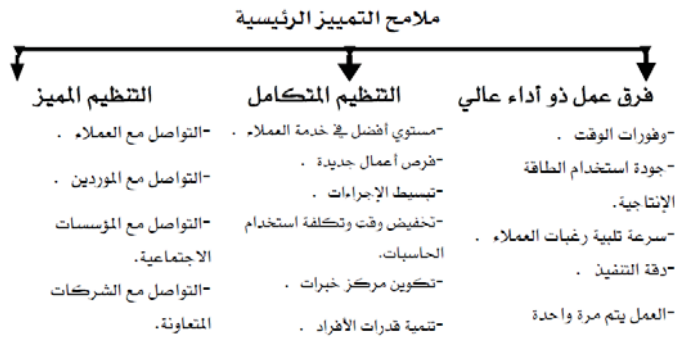 ملامح التمييز الرئيسية
فرق عمل ذو أداء عالي
-وفورات الوقت .
-جودة استخدام الطاقة
الإنتاجية.
-سرعة تلبية رغبات العملاء .
-دقة التنفيذ .
-العمل يتم مرة واحدة
التنظيم المتكامل
-مستوي أفضل في خدمة العملاء .
-فرص أعمال جديدة .
-تبسيط الإجراءات .
-تخفيض وقت وتكلفة استخدام
الحاسبات.
-تكوين مركز خبرات .
-تنمية قدرات الأفراد .
التنظيم المميز
-التواصل مع العملاء .
-التواصل مع الموردين .
-التواصل مع المؤسسات
الاجتماعية.
-التواصل مع الشركات
المتعاونة.